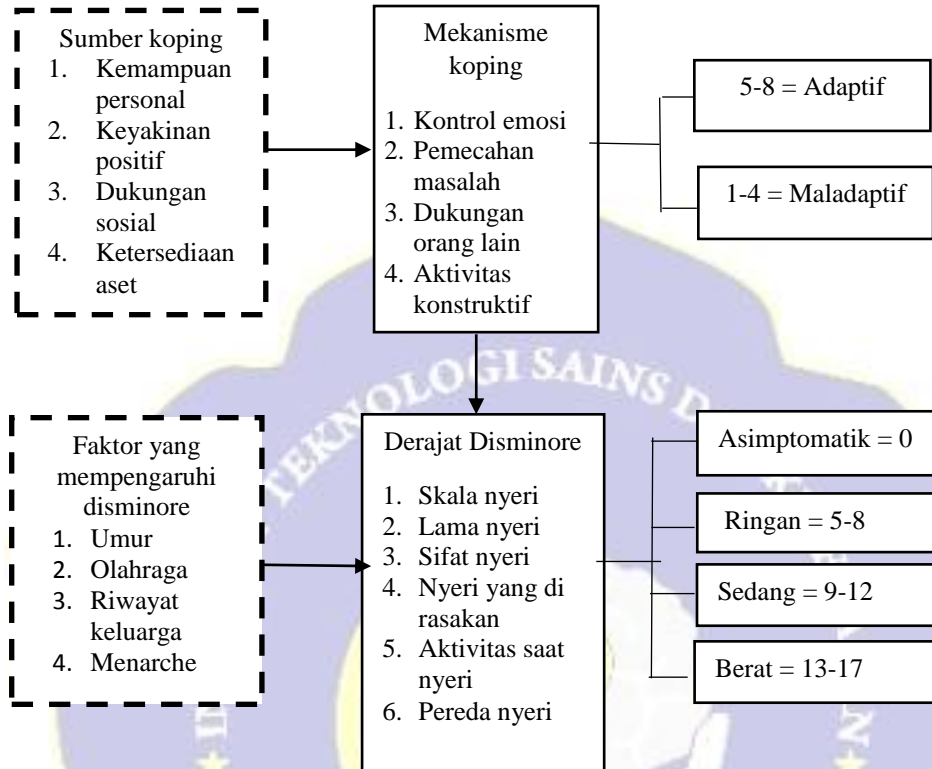 Sumber koping
1. Kemampuan
personal
2. Keyakinan
positif
3. Dukungan
sosial
4. Ketersediaan
aset
Mekanisme
koping
1. Kontrol emosi
2. Pemecahan
masalah
3. Dukungan
orang lain
4. Aktivitas
konstruktif
5-8 = Adaptif
1-4 = Maladaptif
Faktor yang
mempengaruhi
disminore
1. Umur
2. Olahraga
3. Riwayat
keluarga
4. Menarche
Derajat Disminore
1. Skala nyeri
2. Lama nyeri
3. Sifat nyeri
4. Nyeri yang di
rasakan
5. Aktivitas saat
nyeri
6. Pereda nyeri
Asimptomatik = 0
Ringan = 5-8
Sedang = 9-12
Berat = 13-17
TEKNOLOGI SAINS